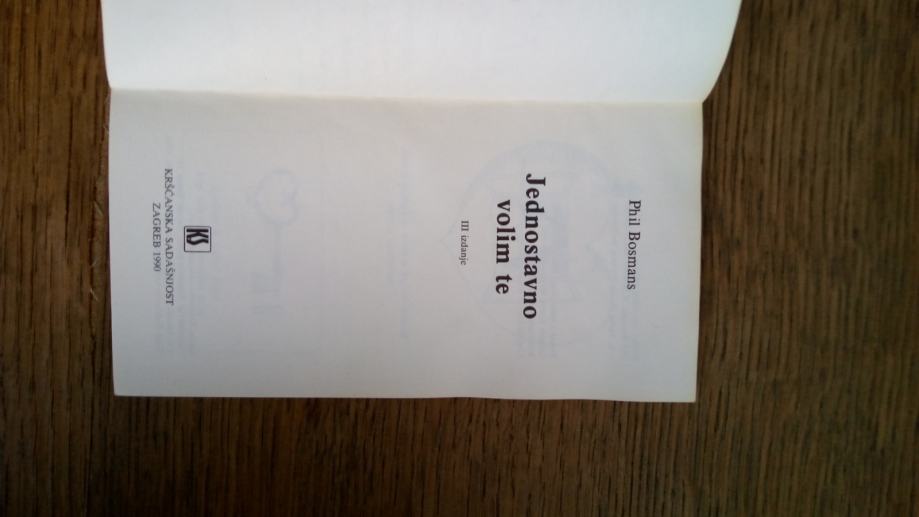 Phil Bosmans
Jednostavno
volim te
III izdanje
KS
KRŠĆANSKA SADAŠNJOST
ZAGREB 1990